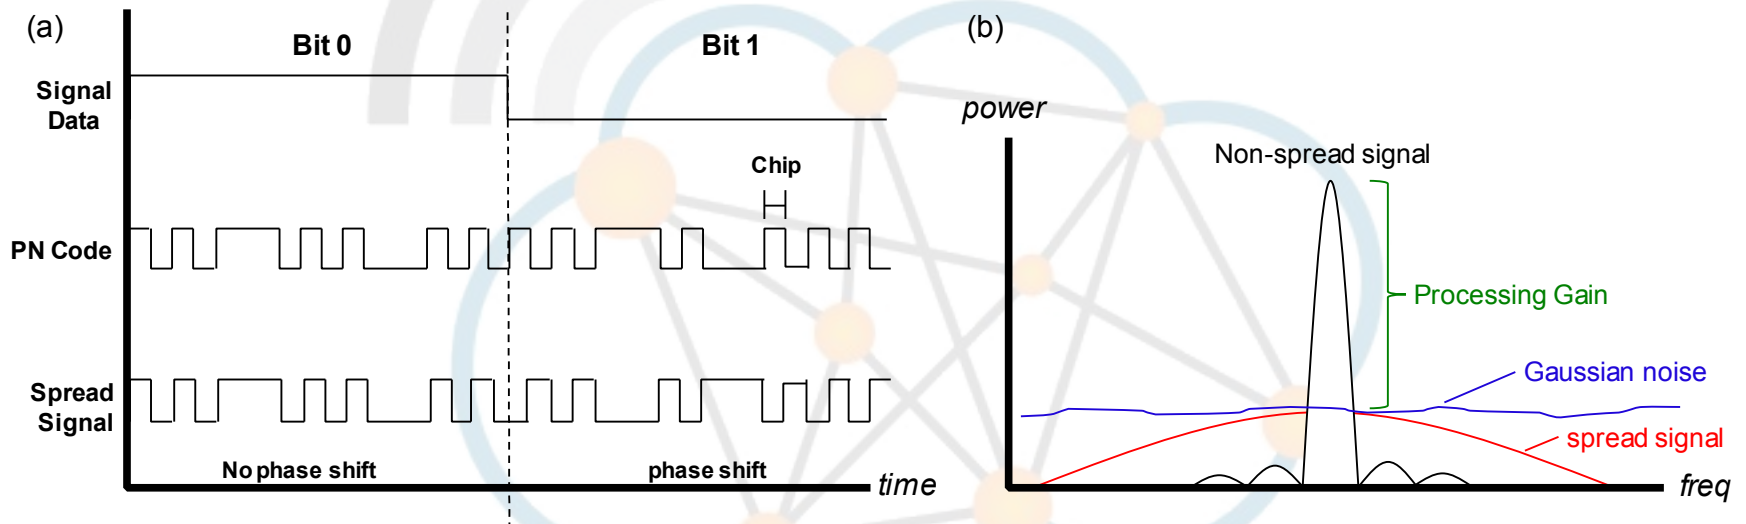 (a)
Bit 0
Bit 1
Signal
Data
Chip
PN Code
Spread
Signal
No phase shift
phase shift
time
(b)
power
Non-spread signal
Processing Gain
Gaussian noise
spread signal
freq